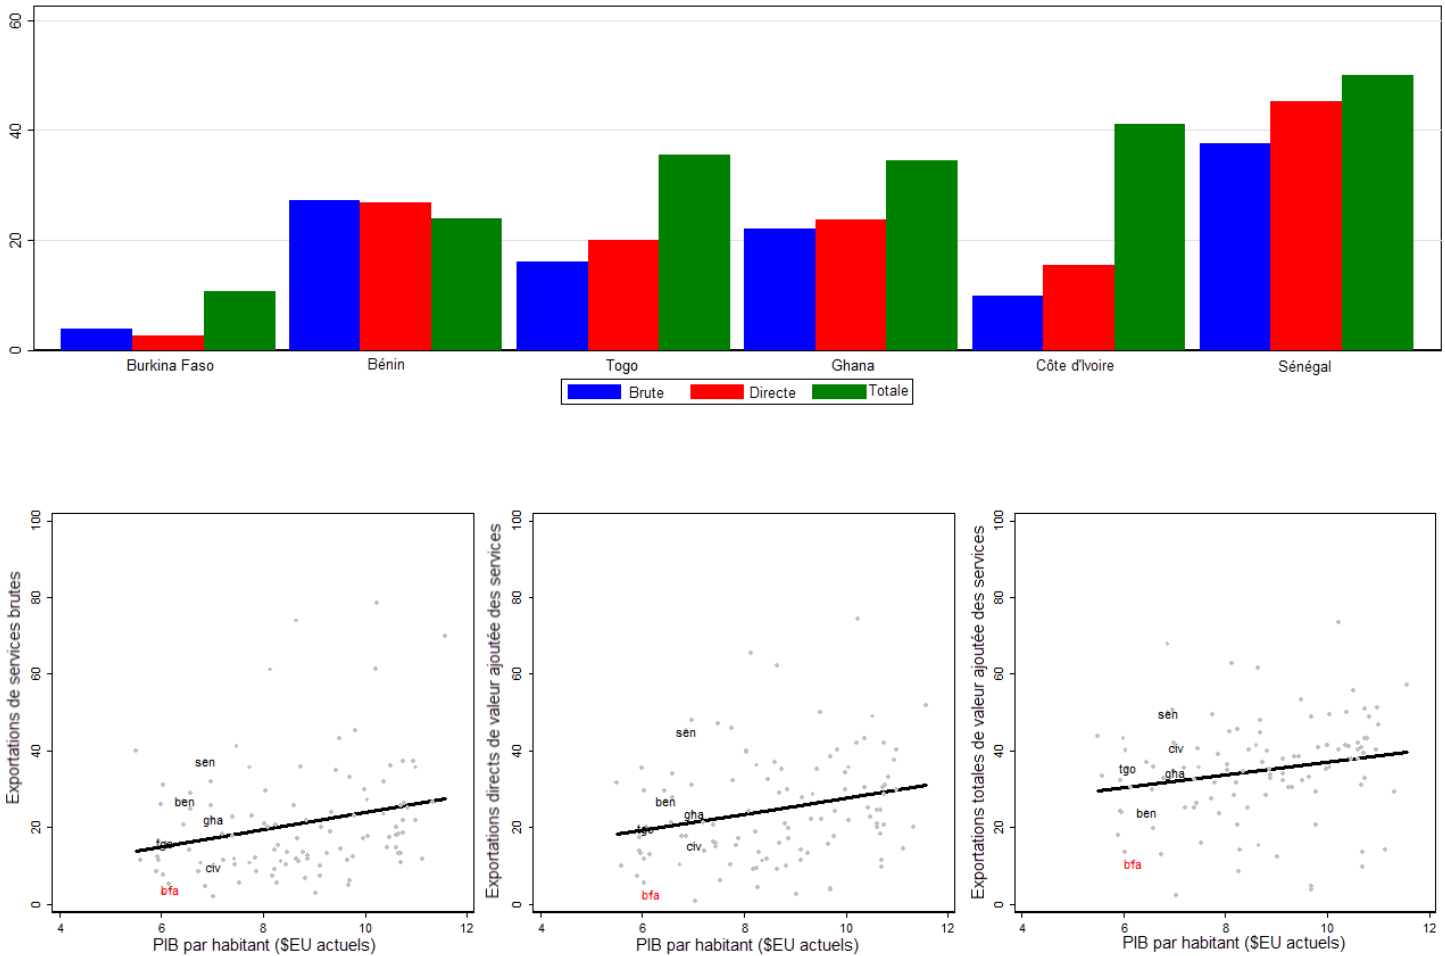 60
40
20
0
Burkina Faso Bénin Togo Ghana Côte d'Ivoire Sénégal
Brute Directe Totale
Exportations de services brutes
100
80
60
40
20
0
sen
ben
gha
tgo
civ
bfa
4 6 8 10 12
PIB par habitant ($EU actuels)
Exportations directs de valeur ajoutée des services
100
80
60
40
20
0
sen
ben
gha
tgo
civ
bfa
4 6 8 10 12
PIB par habitant ($EU actuels)
Exportations totales de valeur ajoutée des services
100
80
60
40
20
0
sen
civ
tgo
gha
ben
bfa
4 6 8 10 12
PIB par habitant ($EU actuels)